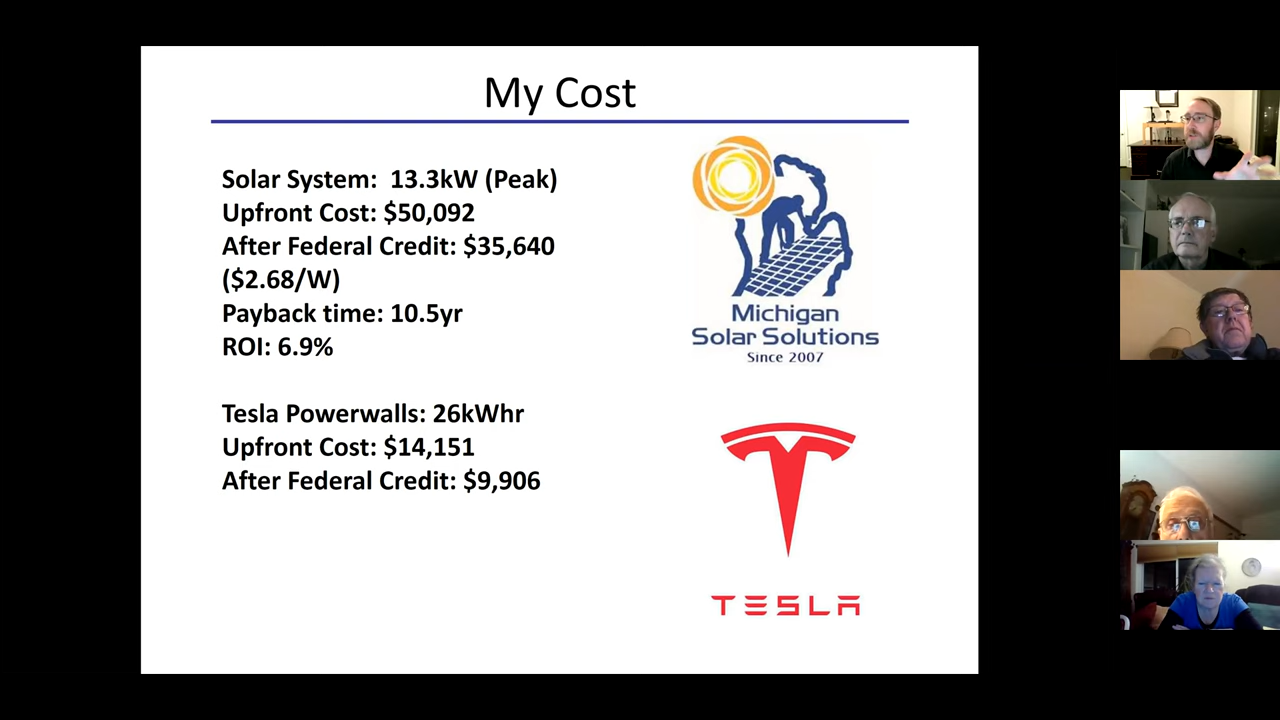 My Cost
Solar System: 13.3kW (Peak)
Upfront Cost: $50,092
After Federal Credit: $35,640
($2.68/W)
Payback time: 10.5yr
ROI: 6.9%
Tesla Powerwalls: 26kWhr
Upfront Cost: $14,151
After Federal Credit: $9,906
Michigan
Solar Solutions
Since 2007
TESLA